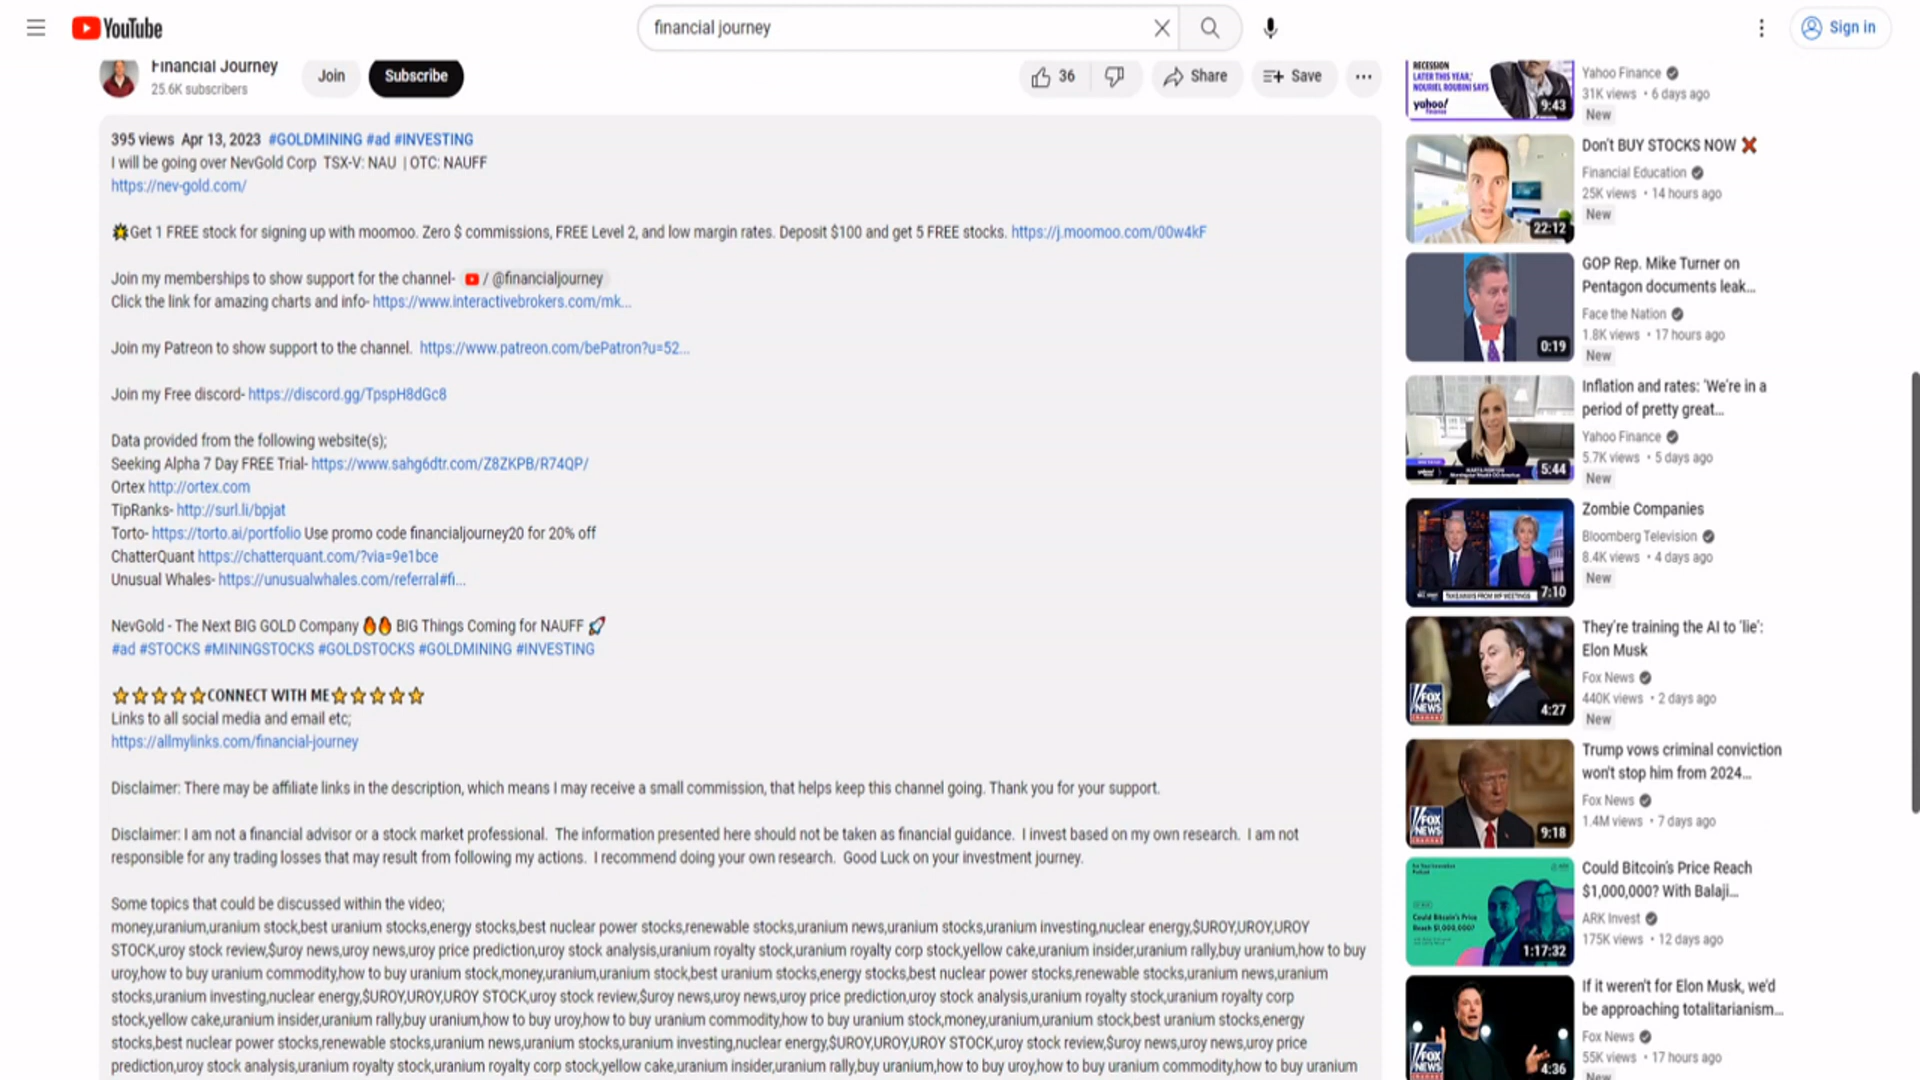 YouTube
financial journey
Sign in
Financial Journey
25.6K subscribers
Join
Subscribe
36
Share
Save
395 views  Apr 13, 2023  #GOLDMINING #ad #INVESTING
I will be going over NevGold Corp  TSX-V: NAU  | OTC: NAUFF
https://nev-gold.com/
💥Get 1 FREE stock for signing up with moomoo. Zero $ commissions, FREE Level 2, and low margin rates. Deposit $100 and get 5 FREE stocks. https://j.moomoo.com/00w4kF
Join my memberships to show support for the channel-  / @financialjourney
Click the link for amazing charts and info- https://www.interactivebrokers.com/mk...
Join my Patreon to show support to the channel.  https://www.patreon.com/bePatron?u=52...
Join my Free discord- https://discord.gg/TpspH8dGc8
Data provided from the following website(s);
Seeking Alpha 7 Day FREE Trial- https://www.sahg6dtr.com/Z8ZKPB/R74QP/
Ortex http://ortex.com
TipRanks- http://surl.li/bpjat
Torto- https://torto.ai/portfolio Use promo code financialjourney20 for 20% off
ChatterQuant https://chatterquant.com/?via=9e1bce
Unusual Whales- https://unusualwhales.com/referral#fi...
NevGold - The Next BIG GOLD Company 🔥🔥 BIG Things Coming for NAUFF 🚀
#ad #STOCKS #MININGSTOCKS #GOLDSTOCKS #GOLDMINING #INVESTING
⭐⭐⭐⭐⭐CONNECT WITH ME⭐⭐⭐⭐⭐
Links to all social media and email etc;
https://allmylinks.com/financial-journey
Disclaimer: There may be affiliate links in the description, which means I may receive a small commission, that helps keep this channel going. Thank you for your support.
Disclaimer: I am not a financial advisor or a stock market professional.  The information presented here should not be taken as financial guidance.  I invest based on my own research.  I am not
responsible for any trading losses that may result from following my actions.  I recommend doing your own research.  Good Luck on your investment journey.
Some topics that could be discussed within the video;
money,uranium,uranium stock,best uranium stocks,energy stocks,best nuclear power stocks,renewable stocks,uranium news,uranium stocks,uranium investing,nuclear energy,$UROY,UROY,UROY
STOCK,uroy stock review,$uroy news,uroy news,uroy price prediction,uroy stock analysis,uranium royalty stock,uranium royalty corp stock,yellow cake,uranium insider,uranium rally,buy uranium,how to buy
uroy,how to buy uranium commodity,how to buy uranium stock,money,uranium,uranium stock,best uranium stocks,energy stocks,best nuclear power stocks,renewable stocks,uranium news,uranium
stocks,uranium investing,nuclear energy,$UROY,UROY,UROY STOCK,uroy stock review,$uroy news,uroy news,uroy price prediction,uroy stock analysis,uranium royalty stock,uranium royalty corp
stock,yellow cake,uranium insider,uranium rally,buy uranium,how to buy uroy,how to buy uranium commodity,how to buy uranium stock,money,uranium,uranium stock,best uranium stocks,energy
stocks,best nuclear power stocks,renewable stocks,uranium news,uranium stocks,uranium investing,nuclear energy,$UROY,UROY,UROY STOCK,uroy stock review,$uroy news,uroy news,uroy price
prediction,uroy stock analysis,uranium royalty stock,uranium royalty corp stock,yellow cake,uranium insider,uranium rally,buy uranium,how to buy uroy,how to buy uranium commodity,how to buy uranium
RECESSION
LATER THIS YEAR,'
NOURIEL ROUBINI SAYS
yahoo!
finance
9:43
Yahoo Finance
31K views • 6 days ago
New
22:12
Don't BUY STOCKS NOW ❌
Financial Education
25K views • 14 hours ago
New
0:19
GOP Rep. Mike Turner on
Pentagon documents leak...
Face the Nation
1.8K views • 17 hours ago
New
5:44
Inflation and rates: 'We're in a
period of pretty great...
Yahoo Finance
5.7K views • 5 days ago
New
7:10
Zombie Companies
Bloomberg Television
8.4K views • 4 days ago
New
FOX
NEWS
channel
4:27
They're training the AI to 'lie':
Elon Musk
Fox News
440K views • 2 days ago
New
FOX
NEWS
channel
9:18
Trump vows criminal conviction
won't stop him from 2024...
Fox News
1.4M views • 7 days ago
Could Bitcoin's Price
Reach $1,000,000?
1:17:32
Could Bitcoin's Price Reach
$1,000,000? With Balaji...
ARK Invest
175K views • 12 days ago
FOX
NEWS
4:36
If it weren't for Elon Musk, we'd
be approaching totalitarianism...
Fox News
55K views • 17 hours ago
New